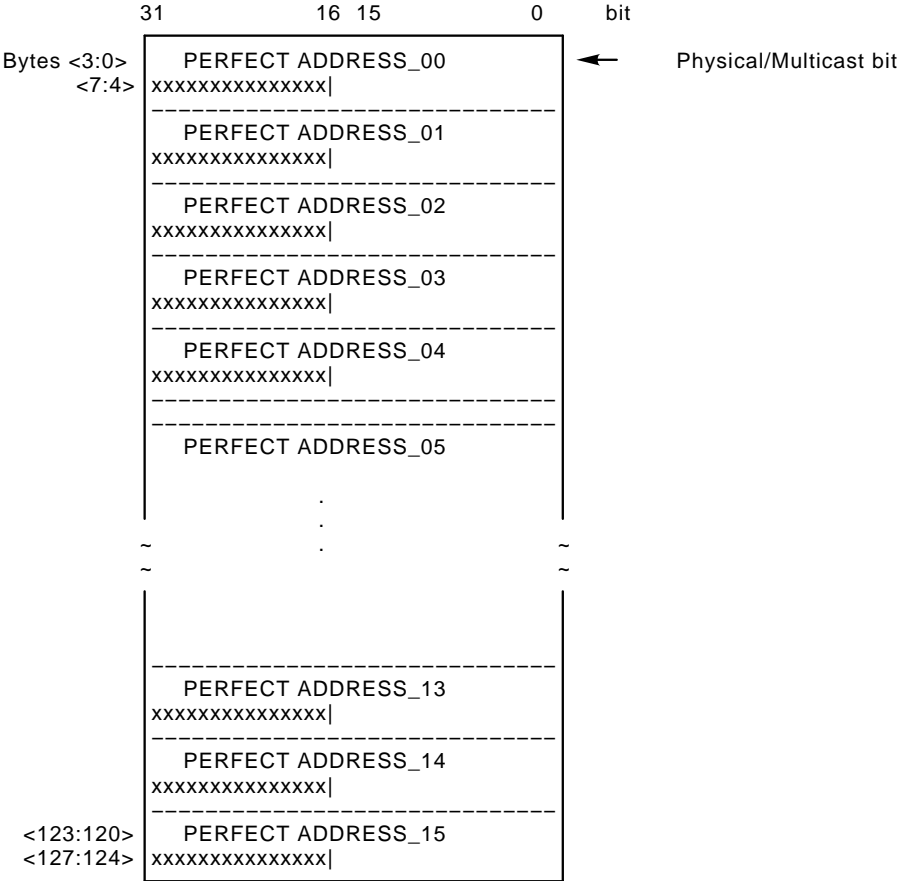 31 16 15 0 bit
Bytes <3:0> PERFECT ADDRESS_00 Physical/Multicast bit
<7:4> xxxxxxxxxxxxxxx|
PERFECT ADDRESS_01
xxxxxxxxxxxxxxx|
PERFECT ADDRESS_02
xxxxxxxxxxxxxxx|
PERFECT ADDRESS_03
xxxxxxxxxxxxxxx|
PERFECT ADDRESS_04
xxxxxxxxxxxxxxx|
PERFECT ADDRESS_05
.
.
~ . ~
~ ~
PERFECT ADDRESS_13
xxxxxxxxxxxxxxx|
PERFECT ADDRESS_14
xxxxxxxxxxxxxxx|
<123:120> PERFECT ADDRESS_15
<127:124> xxxxxxxxxxxxxxx|